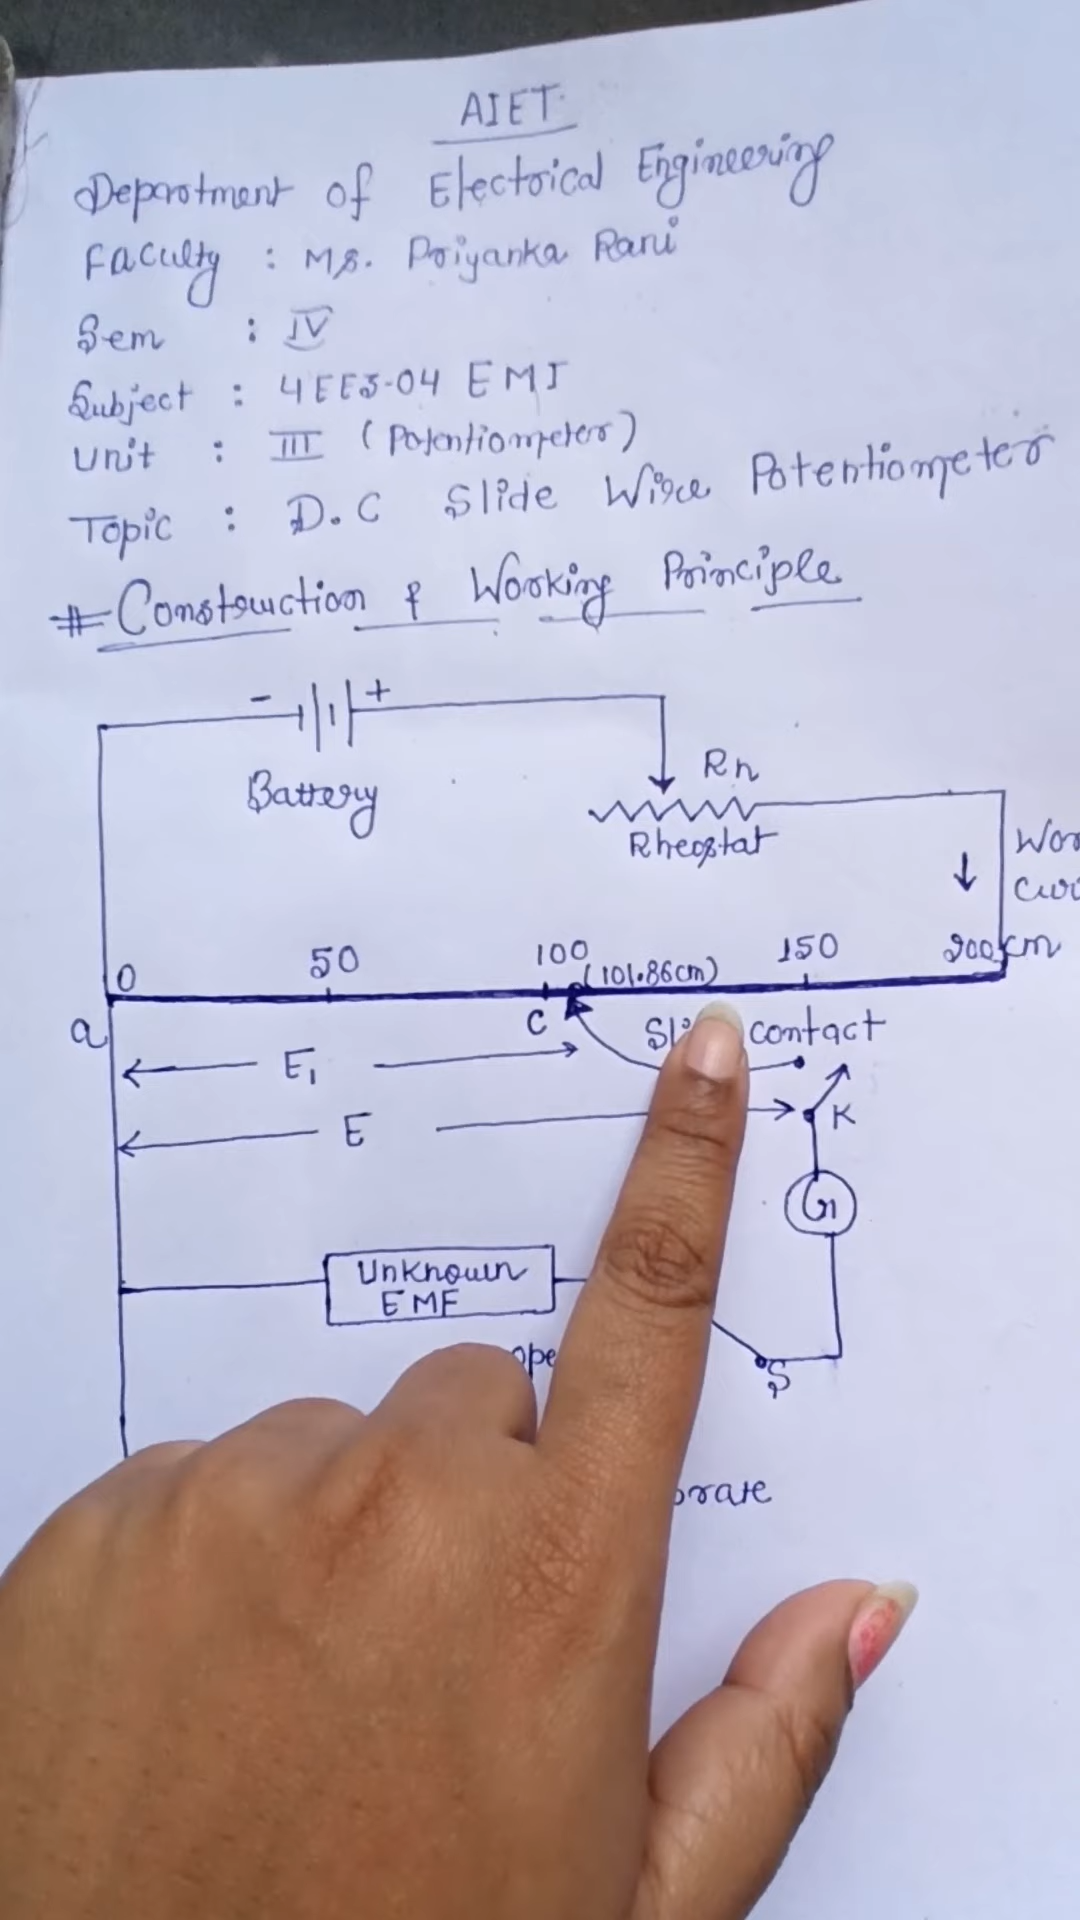 AIET
Department of Electrical Engineering
Faculty : Ms. Priyanka Rani
Sem : IV
Subject : 4EE3-04 EMI
Unit : III (Potentiometer)
Topic : D.C Slide Wire Potentiometer
# Construction & Working Principle
- +
Battery
Rh
Rheostat
0 50 100 150 200cm
(101.86cm)
a
C
contact
E1
E
K
G
Unknown
EMF
S